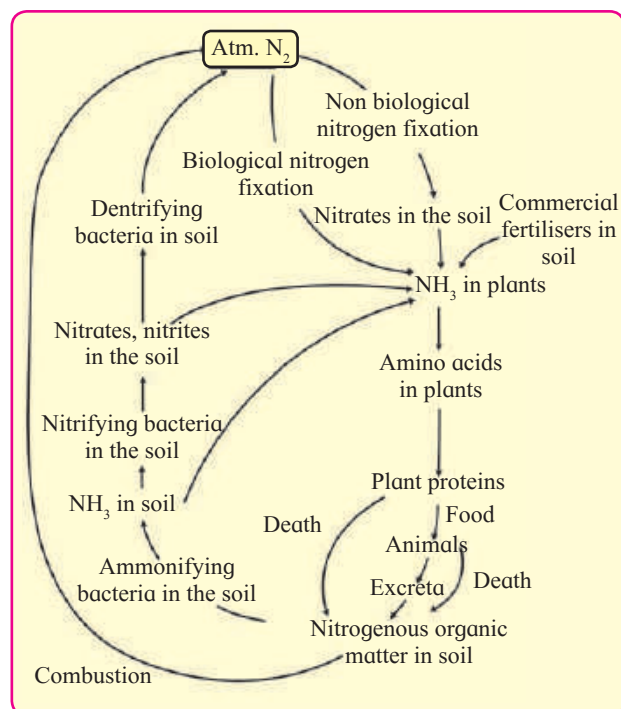 Atm. N₂
Non biological
nitrogen fixation
Biological nitrogen
fixation
Dentrifying
bacteria in soil
Nitrates in the soil
Commercial
fertilisers in
soil
NH₃ in plants
Nitrates, nitrites
in the soil
Amino acids
in plants
Nitrifying bacteria
in the soil
Plant proteins
NH₃ in soil
Food
Death
Animals
Ammonifying
bacteria in the soil
Excreta
Death
Nitrogenous organic
matter in soil
Combustion